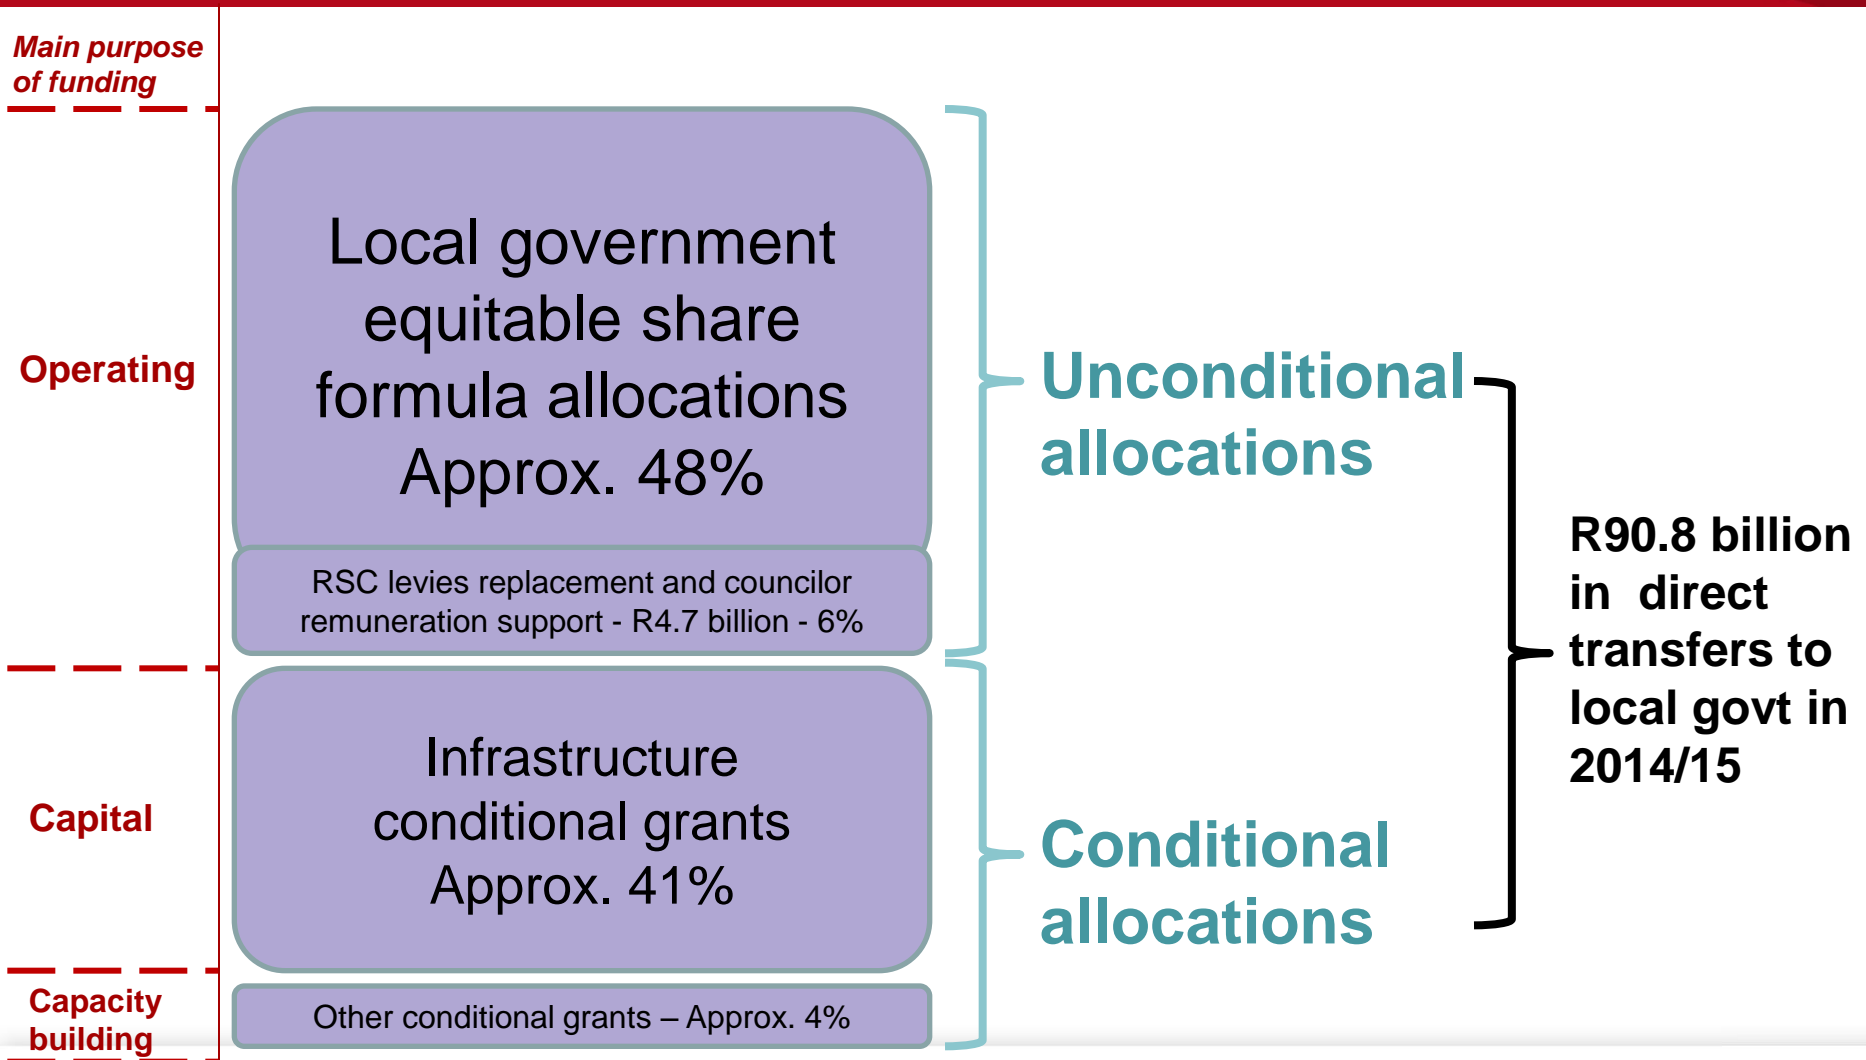 Main purpose
of funding
Operating
Local government
equitable share
formula allocations
Approx. 48%
RSC levies replacement and councilor
remuneration support - R4.7 billion - 6%
Unconditional
allocations
R90.8 billion
in direct
transfers to
local govt in
2014/15
Capital
Infrastructure
conditional grants
Approx. 41%
Conditional
allocations
Capacity
building
Other conditional grants – Approx. 4%